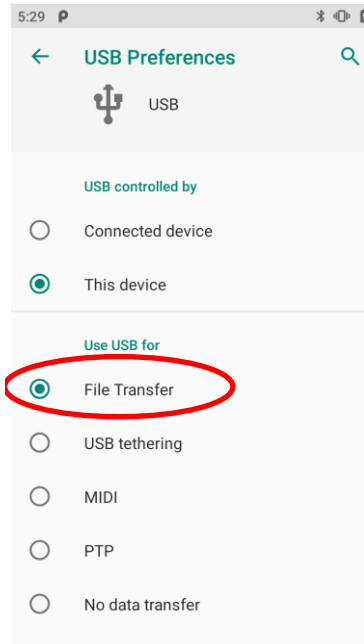 5:29
USB Preferences
USB
USB controlled by
Connected device
This device
Use USB for
File Transfer
USB tethering
MIDI
PTP
No data transfer